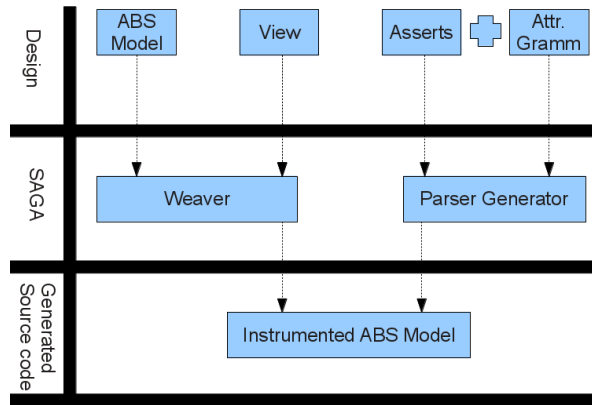 Design
ABS
Model
View
Asserts
Attr.
Gramm
SAGA
Weaver
Parser Generator
Generated
Source code
Instrumented ABS Model